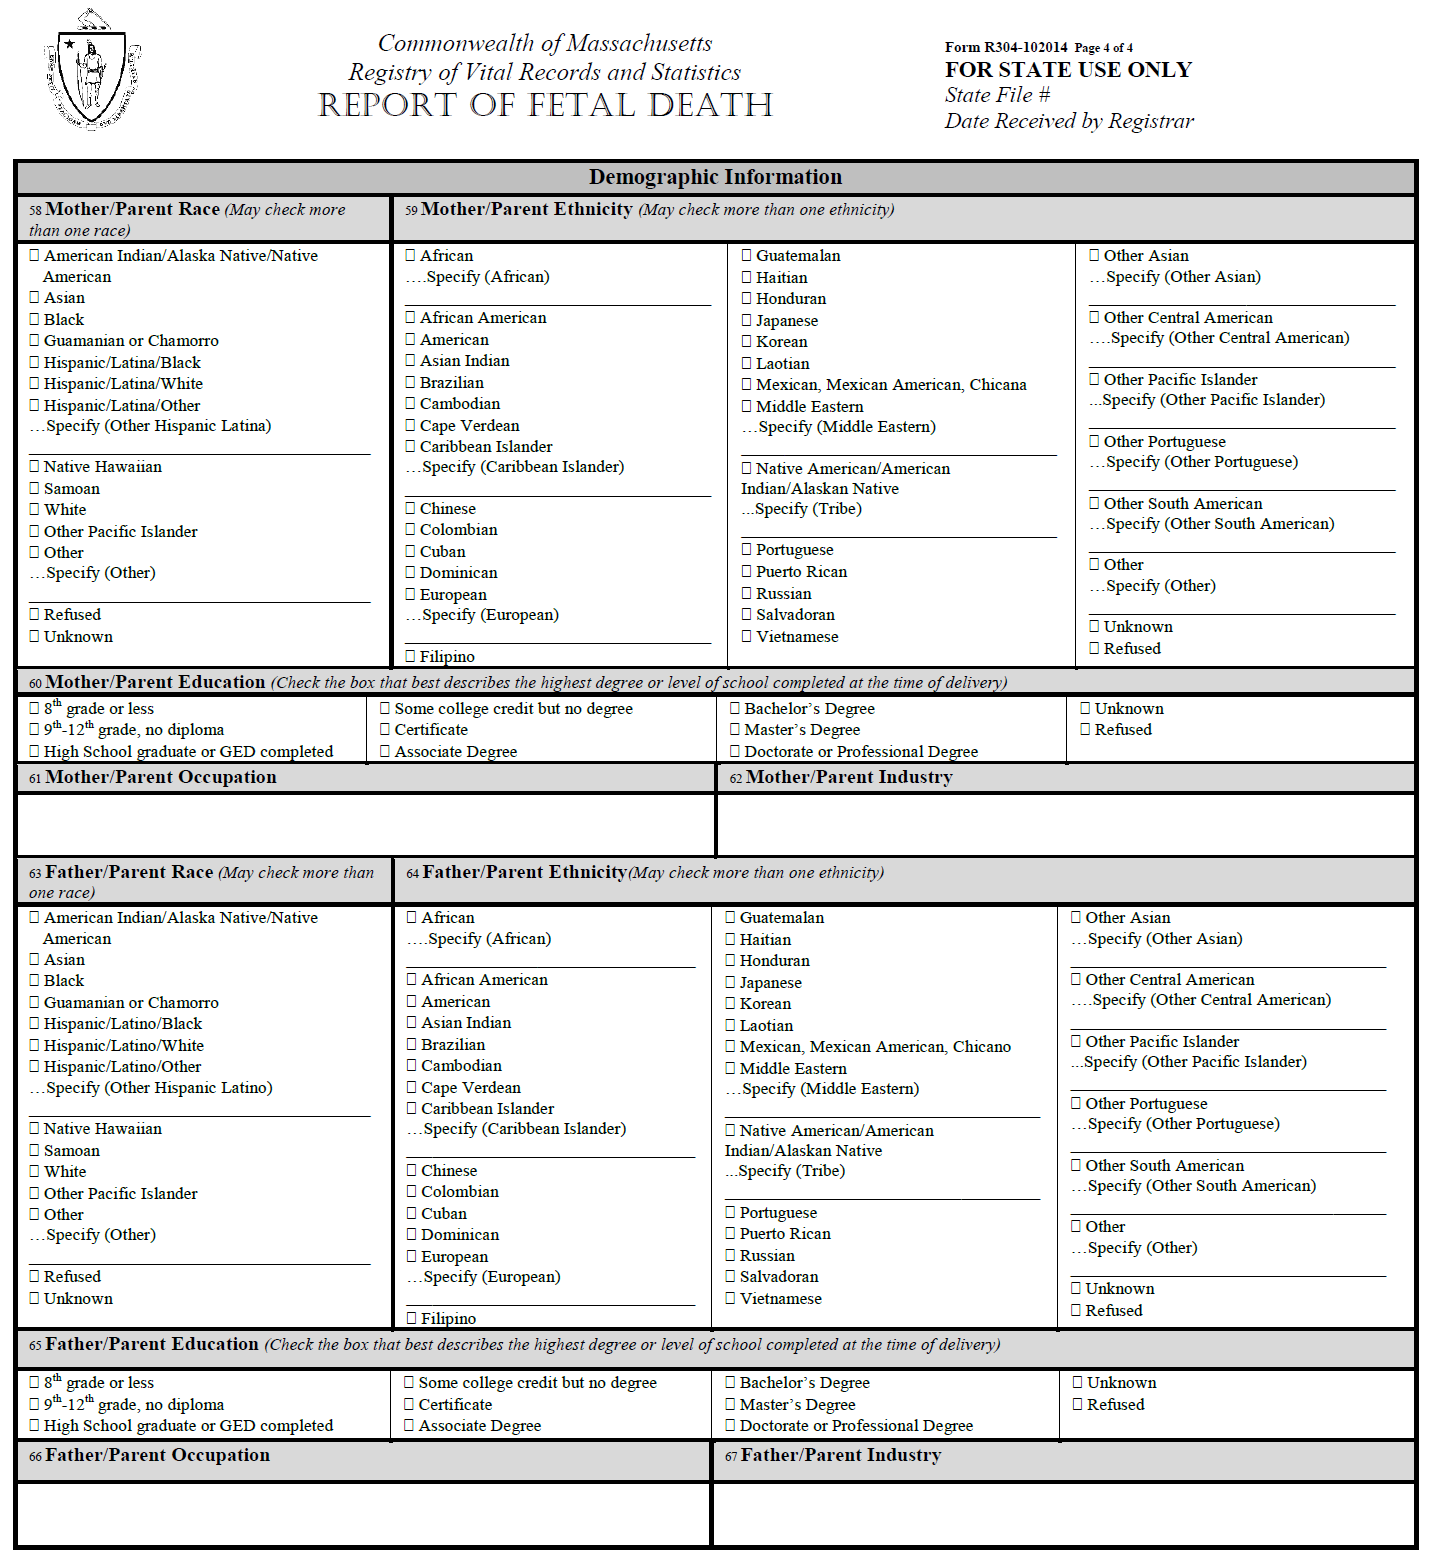 Commonwealth of Massachusetts
Registry of Vital Records and Statistics
REPORT OF FETAL DEATH
Form R304-102014 Page 4 of 4
FOR STATE USE ONLY
State File #
Date Received by Registrar
Demographic Information
58 Mother/Parent Race (May check more
than one race)
59 Mother/Parent Ethnicity (May check more than one ethnicity)
☐ American Indian/Alaska Native/Native
American
☐ Asian
☐ Black
☐ Guamanian or Chamorro
☐ Hispanic/Latina/Black
☐ Hispanic/Latina/White
☐ Hispanic/Latina/Other
…Specify (Other Hispanic Latina)
☐ Native Hawaiian
☐ Samoan
☐ White
☐ Other Pacific Islander
☐ Other
…Specify (Other)
☐ Refused
☐ Unknown
☐ African
….Specify (African)
☐ African American
☐ American
☐ Asian Indian
☐ Brazilian
☐ Cambodian
☐ Cape Verdean
☐ Caribbean Islander
…Specify (Caribbean Islander)
☐ Chinese
☐ Colombian
☐ Cuban
☐ Dominican
☐ European
…Specify (European)
☐ Filipino
☐ Guatemalan
☐ Haitian
☐ Honduran
☐ Japanese
☐ Korean
☐ Laotian
☐ Mexican, Mexican American, Chicana
☐ Middle Eastern
…Specify (Middle Eastern)
☐ Native American/American
Indian/Alaskan Native
...Specify (Tribe)
☐ Portuguese
☐ Puerto Rican
☐ Russian
☐ Salvadoran
☐ Vietnamese
☐ Other Asian
…Specify (Other Asian)
☐ Other Central American
….Specify (Other Central American)
☐ Other Pacific Islander
...Specify (Other Pacific Islander)
☐ Other Portuguese
…Specify (Other Portuguese)
☐ Other South American
…Specify (Other South American)
☐ Other
…Specify (Other)
☐ Unknown
☐ Refused
60 Mother/Parent Education (Check the box that best describes the highest degree or level of school completed at the time of delivery)
☐ 8th grade or less
☐ 9th-12th grade, no diploma
☐ High School graduate or GED completed
☐ Some college credit but no degree
☐ Certificate
☐ Associate Degree
☐ Bachelor’s Degree
☐ Master’s Degree
☐ Doctorate or Professional Degree
☐ Unknown
☐ Refused
61 Mother/Parent Occupation
62 Mother/Parent Industry
63 Father/Parent Race (May check more than
one race)
64 Father/Parent Ethnicity(May check more than one ethnicity)
☐ American Indian/Alaska Native/Native
American
☐ Asian
☐ Black
☐ Guamanian or Chamorro
☐ Hispanic/Latino/Black
☐ Hispanic/Latino/White
☐ Hispanic/Latino/Other
…Specify (Other Hispanic Latino)
☐ Native Hawaiian
☐ Samoan
☐ White
☐ Other Pacific Islander
☐ Other
…Specify (Other)
☐ Refused
☐ Unknown
☐ African
….Specify (African)
☐ African American
☐ American
☐ Asian Indian
☐ Brazilian
☐ Cambodian
☐ Cape Verdean
☐ Caribbean Islander
…Specify (Caribbean Islander)
☐ Chinese
☐ Colombian
☐ Cuban
☐ Dominican
☐ European
…Specify (European)
☐ Filipino
☐ Guatemalan
☐ Haitian
☐ Honduran
☐ Japanese
☐ Korean
☐ Laotian
☐ Mexican, Mexican American, Chicano
☐ Middle Eastern
…Specify (Middle Eastern)
☐ Native American/American
Indian/Alaskan Native
...Specify (Tribe)
☐ Portuguese
☐ Puerto Rican
☐ Russian
☐ Salvadoran
☐ Vietnamese
☐ Other Asian
…Specify (Other Asian)
☐ Other Central American
….Specify (Other Central American)
☐ Other Pacific Islander
...Specify (Other Pacific Islander)
☐ Other Portuguese
…Specify (Other Portuguese)
☐ Other South American
…Specify (Other South American)
☐ Other
…Specify (Other)
☐ Unknown
☐ Refused
65 Father/Parent Education (Check the box that best describes the highest degree or level of school completed at the time of delivery)
☐ 8th grade or less
☐ 9th-12th grade, no diploma
☐ High School graduate or GED completed
☐ Some college credit but no degree
☐ Certificate
☐ Associate Degree
☐ Bachelor’s Degree
☐ Master’s Degree
☐ Doctorate or Professional Degree
☐ Unknown
☐ Refused
66 Father/Parent Occupation
67 Father/Parent Industry